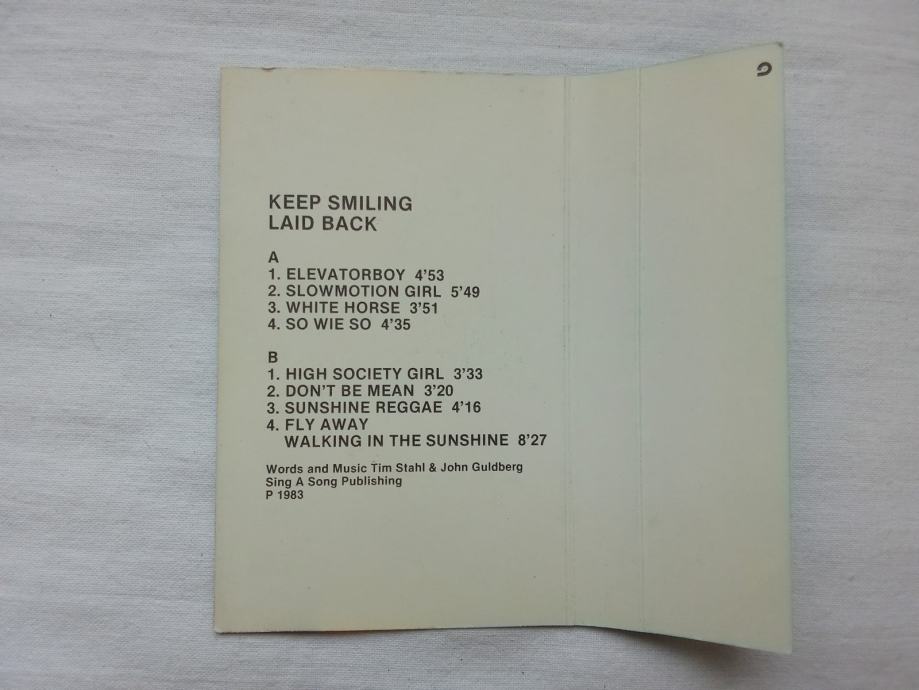 KEEP SMILING
LAID BACK
A
1. ELEVATORBOY 4'53
2. SLOWMOTION GIRL 5'49
3. WHITE HORSE 3'51
4. SO WIE SO 4'35
B
1. HIGH SOCIETY GIRL 3'33
2. DON'T BE MEAN 3'20
3. SUNSHINE REGGAE 4'16
4. FLY AWAY
WALKING IN THE SUNSHINE 8'27
Words and Music Tim Stahl & John Guldberg
Sing A Song Publishing
P 1983